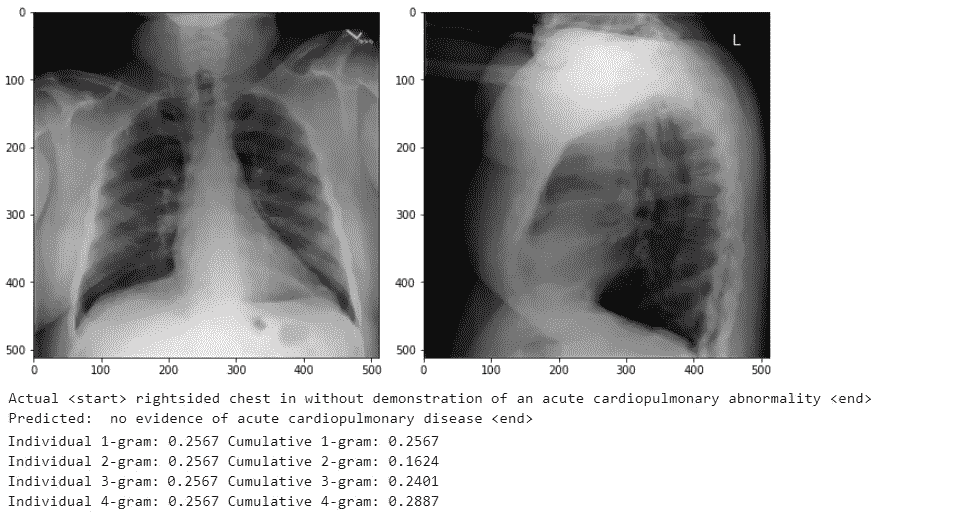 0
100
200
300
400
500
0 100 200 300 400 500
L
0
100
200
300
400
500
0 100 200 300 400 500
Actual <start> rightsided chest in without demonstration of an acute cardiopulmonary abnormality <end>
Predicted:  no evidence of acute cardiopulmonary disease <end>
Individual 1-gram: 0.2567 Cumulative 1-gram: 0.2567
Individual 2-gram: 0.2567 Cumulative 2-gram: 0.1624
Individual 3-gram: 0.2567 Cumulative 3-gram: 0.2401
Individual 4-gram: 0.2567 Cumulative 4-gram: 0.2887